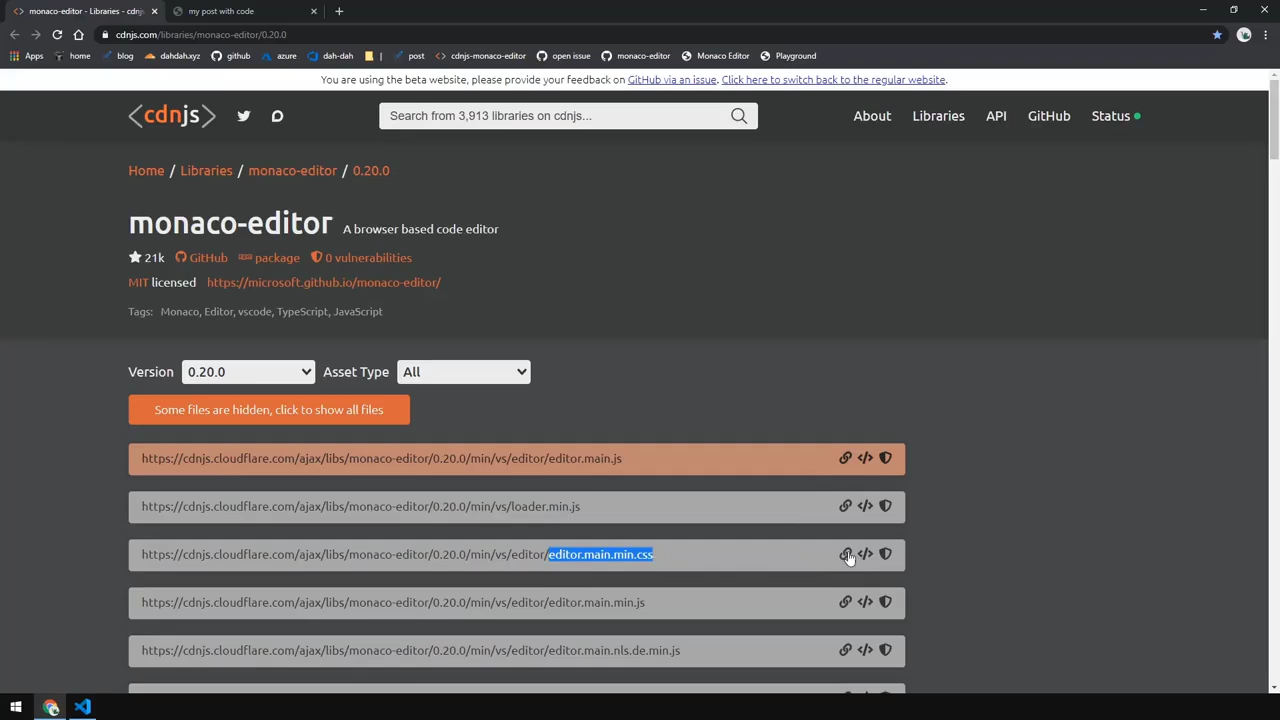 monaco-editor - Libraries - cdnjs
my post with code
cdnjs.com/libraries/monaco-editor/0.20.0
Apps
home
blog
dahdah.xyz
github
azure
dah-dah
|
post
cdnjs-monaco-editor
open issue
monaco-editor
Monaco Editor
Playground
You are using the beta website, please provide your feedback on GitHub via an issue. Click here to switch back to the regular website.
<cdnjs>
Search from 3,913 libraries on cdnjs...
About
Libraries
API
GitHub
Status
Home / Libraries / monaco-editor / 0.20.0
monaco-editor A browser based code editor
21k GitHub package 0 vulnerabilities
MIT licensed https://microsoft.github.io/monaco-editor/
Tags: Monaco, Editor, vscode, TypeScript, JavaScript
Version 0.20.0 Asset Type All
Some files are hidden, click to show all files
https://cdnjs.cloudflare.com/ajax/libs/monaco-editor/0.20.0/min/vs/editor/editor.main.js
https://cdnjs.cloudflare.com/ajax/libs/monaco-editor/0.20.0/min/vs/loader.min.js
https://cdnjs.cloudflare.com/ajax/libs/monaco-editor/0.20.0/min/vs/editor/editor.main.min.css
https://cdnjs.cloudflare.com/ajax/libs/monaco-editor/0.20.0/min/vs/editor/editor.main.min.js
https://cdnjs.cloudflare.com/ajax/libs/monaco-editor/0.20.0/min/vs/editor/editor.main.nls.de.min.js